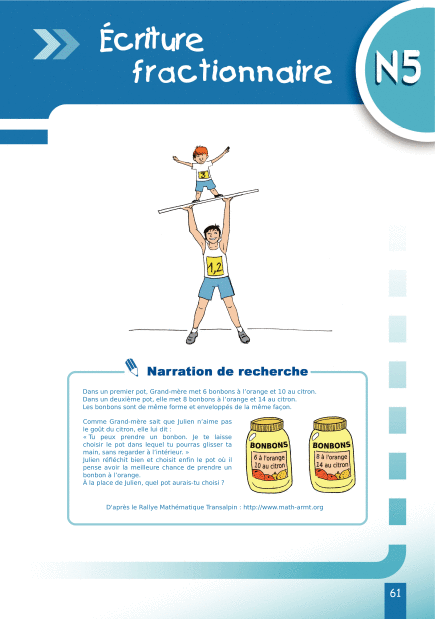 Écriture
fractionnaire
N5
1,2
Narration de recherche
Dans un premier pot, Grand-mère met 6 bonbons à l'orange et 10 au citron.
Dans un deuxième pot, elle met 8 bonbons à l'orange et 14 au citron.
Les bonbons sont de même forme et enveloppés de la même façon.
Comme Grand-mère sait que Julien n'aime pas
le goût du citron, elle lui dit :
« Tu peux prendre un bonbon. Je te laisse
choisir le pot dans lequel tu pourras glisser ta
main, sans regarder à l'intérieur. »
Julien réfléchit bien et choisit enfin le pot où il
pense avoir la meilleure chance de prendre un
bonbon à l'orange.
À la place de Julien, quel pot aurais-tu choisi ?
BONBONS
6 à l'orange
10 au citron
BONBONS
8 à l'orange
14 au citron
D'après le Rallye Mathématique Transalpin : http://www.math-armt.org
61